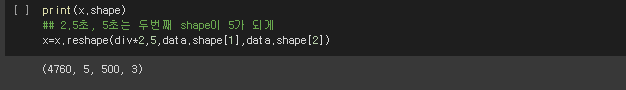 [ ] print(x.shape)
## 2.5초, 5초는 두번째 shape이 5가 되게
x=x.reshape(div*2,5,data.shape[1],data.shape[2])
(4760, 5, 500, 3)